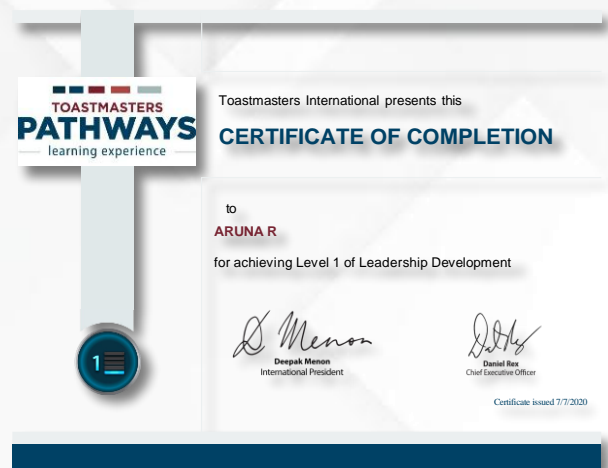 TOASTMASTERS
PATHWAYS
learning experience
Toastmasters International presents this
CERTIFICATE OF COMPLETION
to
ARUNA R
for achieving Level 1 of Leadership Development
D Menon
Deepak Menon
International President
Daniel Rex
Chief Executive Officer
Certificate issued 7/7/2020
1